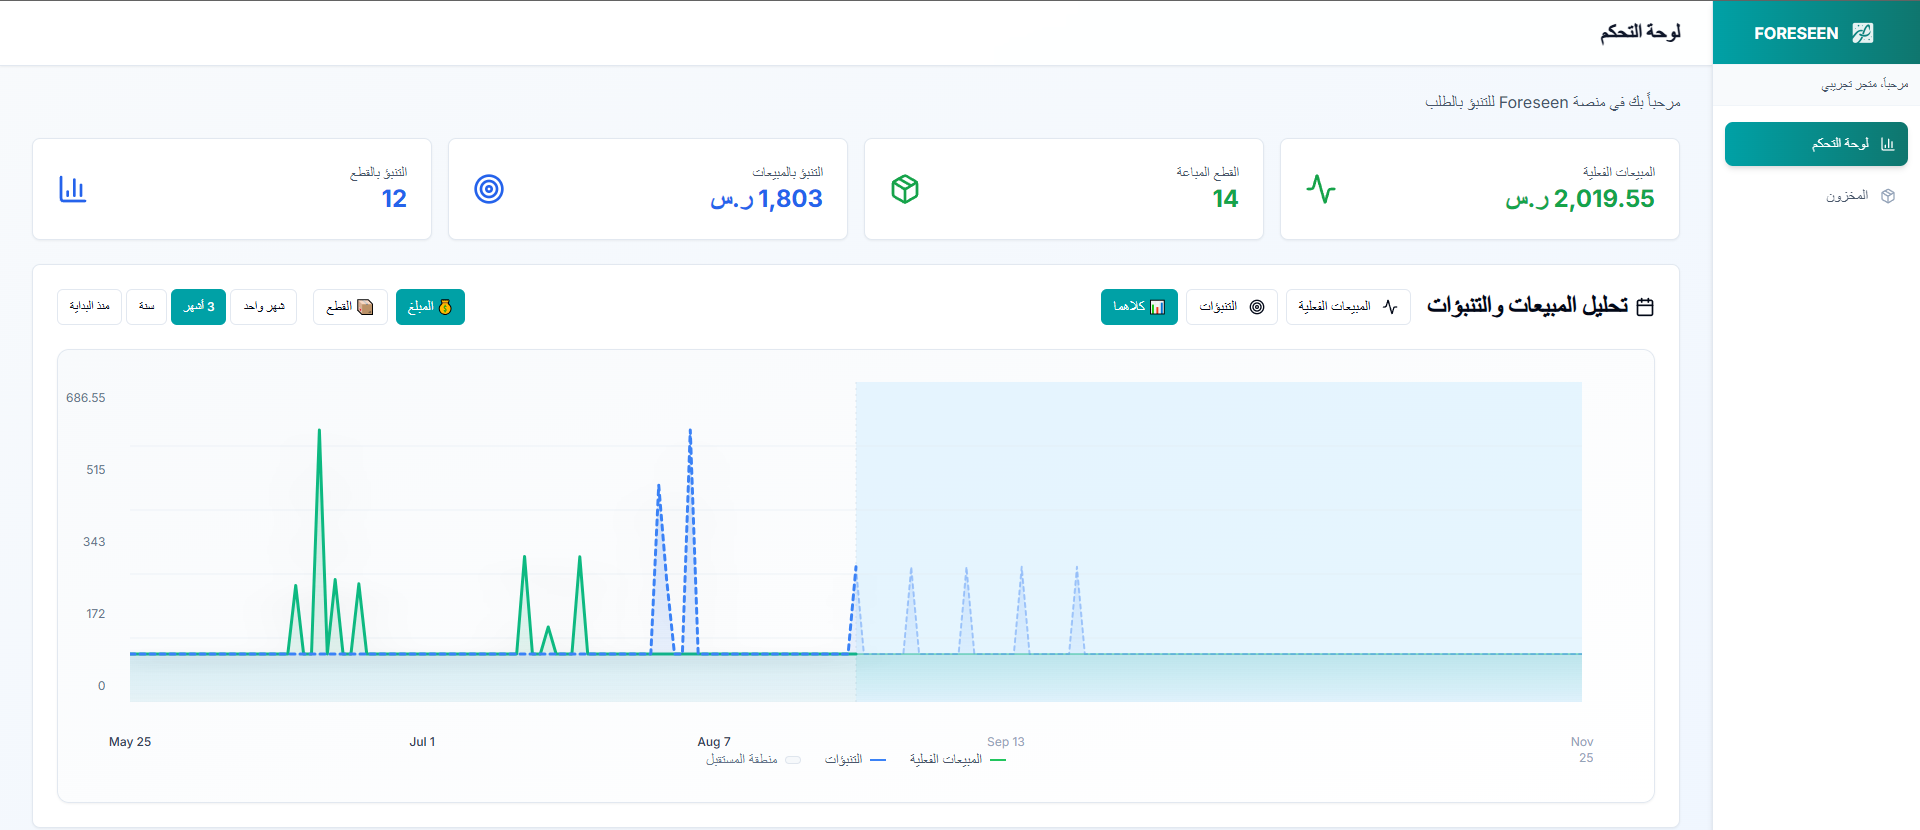 FORESEEN
مرحباً، متجر تجريبي
لوحة التحكم
المخزون
لوحة التحكم
مرحباً بك في منصة Foreseen للتنبؤ بالطلب
المبيعات الفعلية
2,019.55 ر.س
القطع المباعة
14
التنبؤ بالمبيعات
1,803 ر.س
التنبؤ بالقطع
12
تحليل المبيعات والتنبؤات
المبيعات الفعلية
التنبؤات
كلاهما
المبلغ
القطع
شهر واحد
3 أشهر
سنة
منذ البداية
686.55
515
343
172
0
May 25
Jul 1
Aug 7
Sep 13
Nov
25
المبيعات الفعلية
التنبؤات
منطقة المستقبل